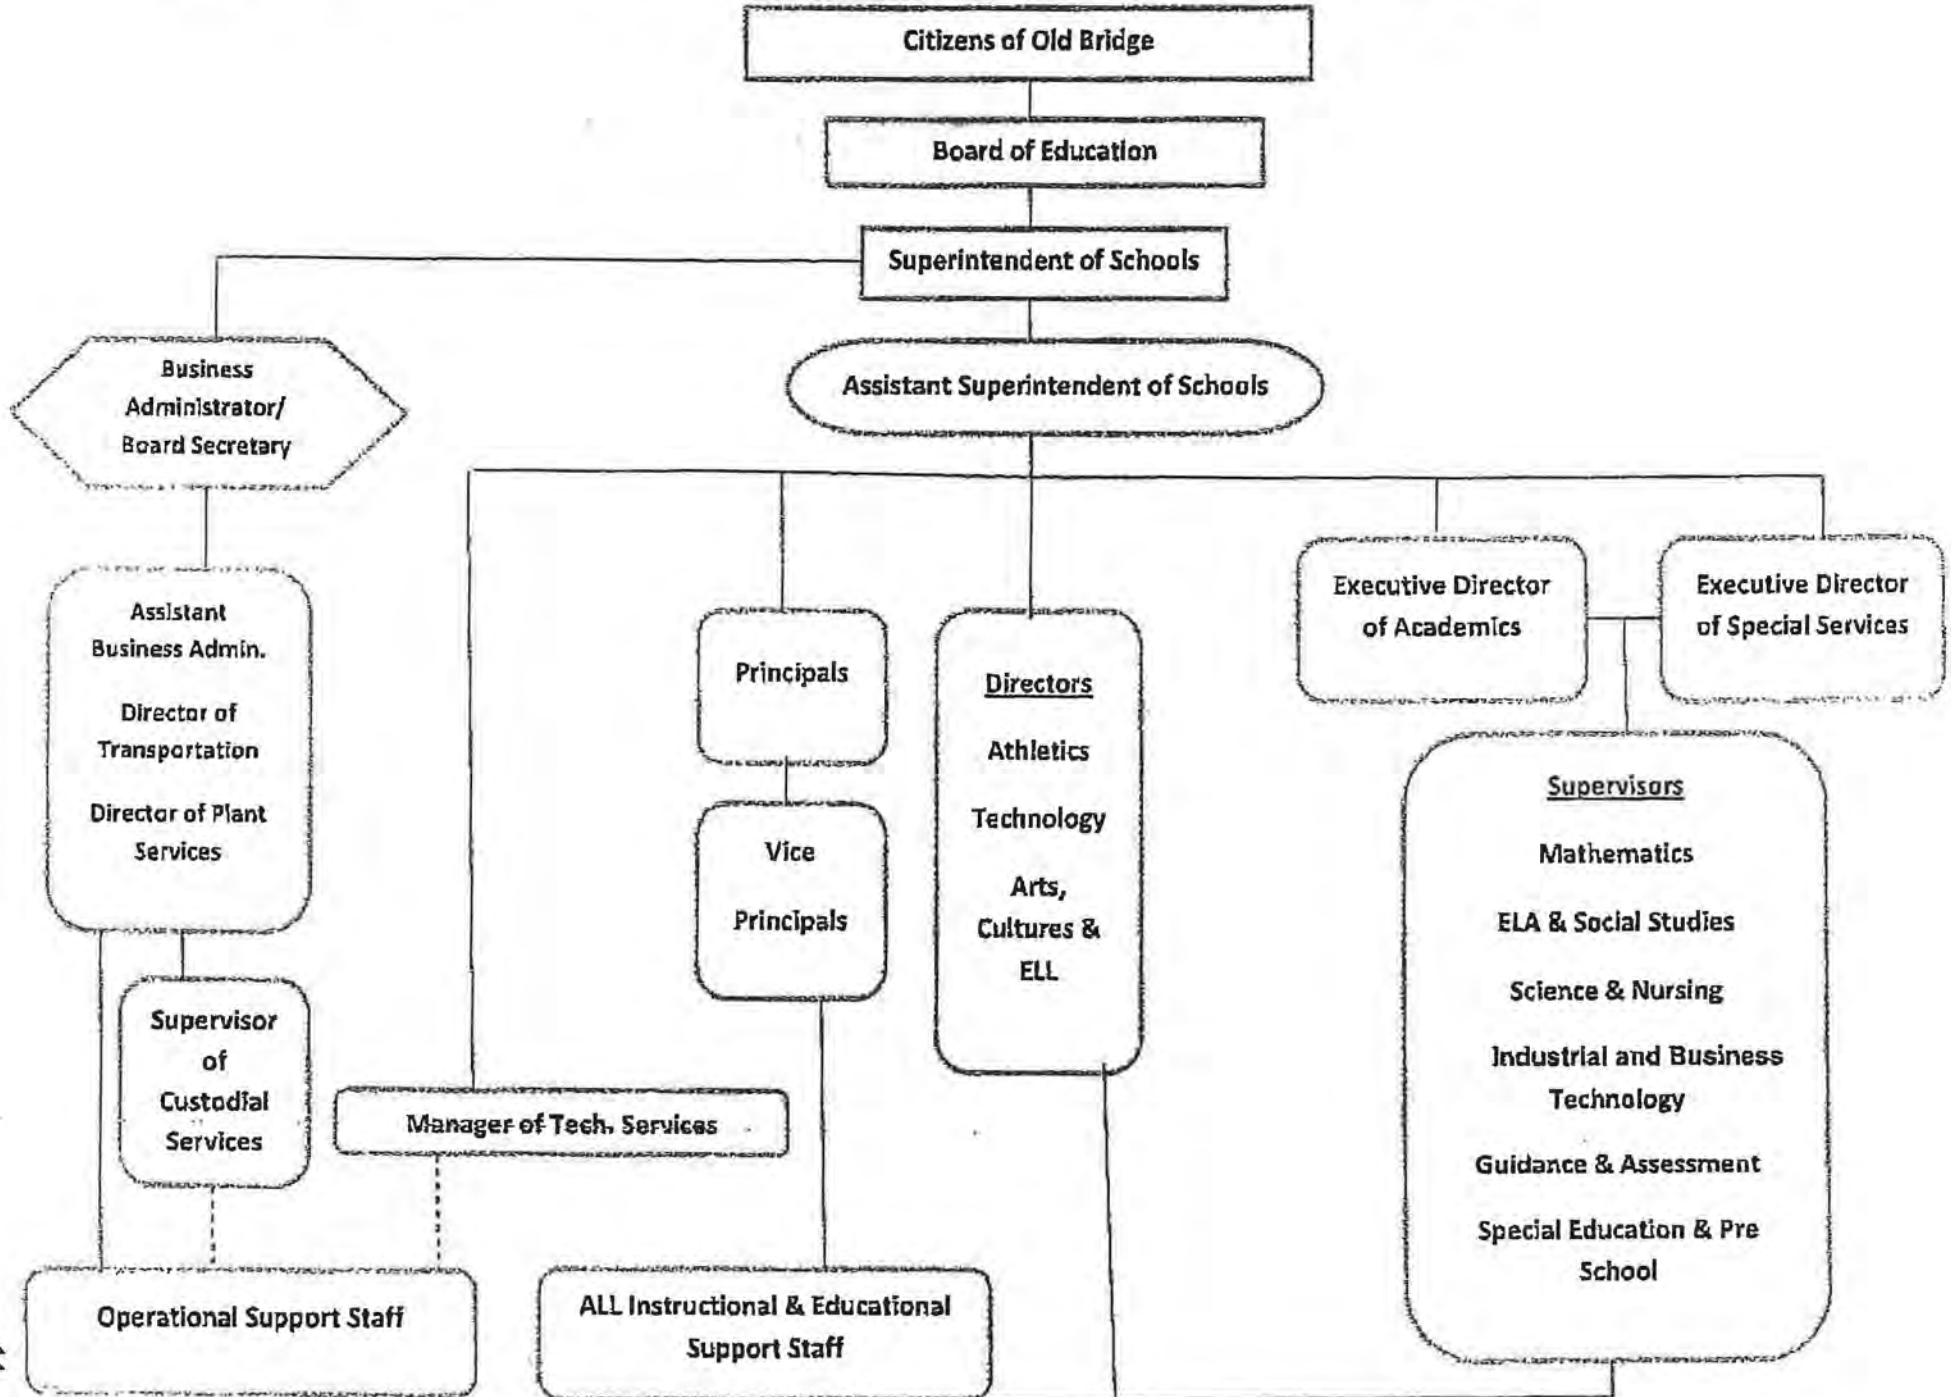 Citizens of Old Bridge
Board of Education
Superintendent of Schools
Business
Administrator/
Board Secretary
Assistant Superintendent of Schools
Assistant
Business Admin.
Director of
Transportation
Director of Plant
Services
Supervisor
of
Custodial
Services
Manager of Tech. Services
Operational Support Staff
Principals
Vice
Principals
ALL Instructional & Educational
Support Staff
Directors
Athletics
Technology
Arts,
Cultures &
ELL
Executive Director
of Academics
Executive Director
of Special Services
Supervisors
Mathematics
ELA & Social Studies
Science & Nursing
Industrial and Business
Technology
Guidance & Assessment
Special Education & Pre
School